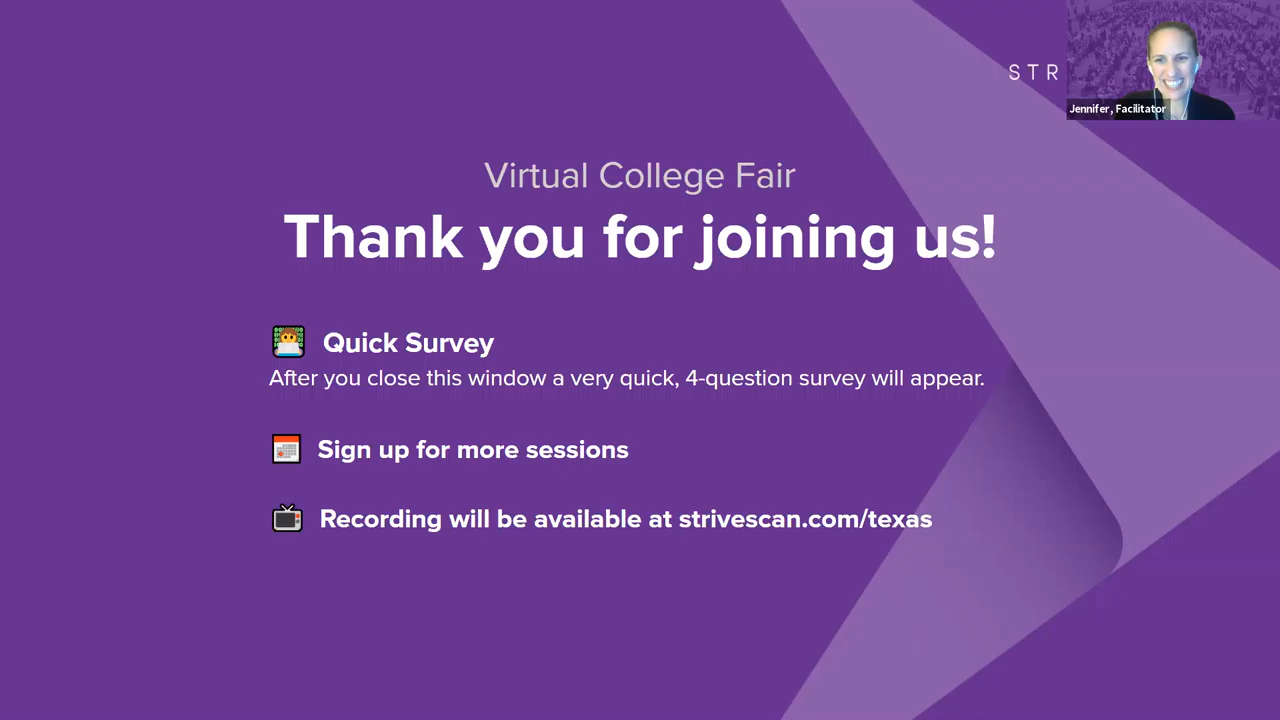 STR
Jennifer, Facilitator
Virtual College Fair
Thank you for joining us!
Quick Survey
After you close this window a very quick, 4-question survey will appear.
Sign up for more sessions
Recording will be available at strivescan.com/texas